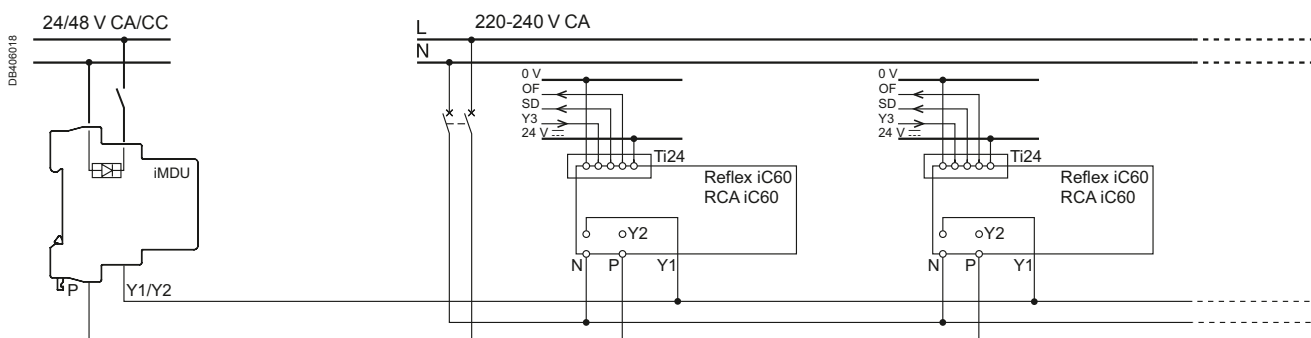 24/48 V CA/CC
L
220-240 V CA
N
DB406018
iMDU
P
Y1/Y2
0 V
OF
SD
Y3
24 V
Ti24
Reflex iC60
RCA iC60
Y2
N
P
Y1
0 V
OF
SD
Y3
24 V
Ti24
Reflex iC60
RCA iC60
Y2
N
P
Y1